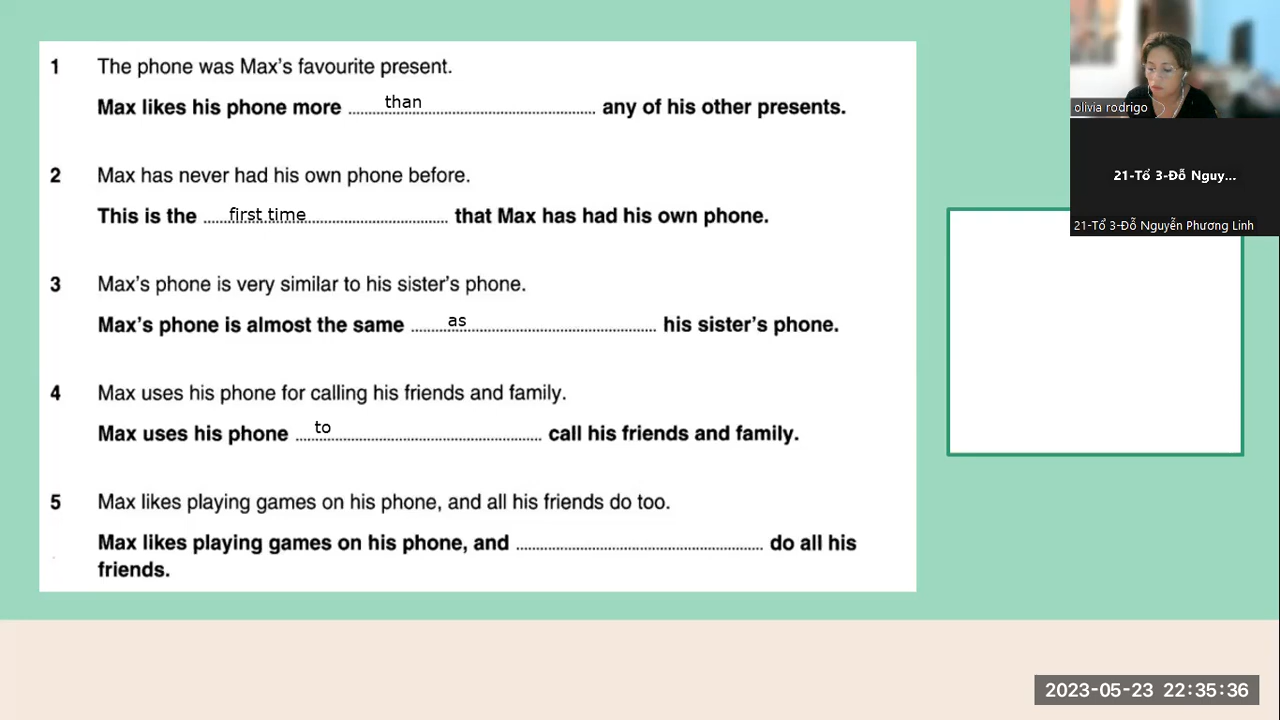 1 The phone was Max's favourite present.
Max likes his phone more than any of his other presents.
2 Max has never had his own phone before.
This is the first time that Max has had his own phone.
3 Max's phone is very similar to his sister's phone.
Max's phone is almost the same as his sister's phone.
4 Max uses his phone for calling his friends and family.
Max uses his phone to call his friends and family.
5 Max likes playing games on his phone, and all his friends do too.
Max likes playing games on his phone, and ........................ do all his
friends.
olivia rodrigo
21-Tổ 3-Đỗ Nguy...
21-Tổ 3-Đỗ Nguyễn Phương Linh
2023-05-23 22:35:36